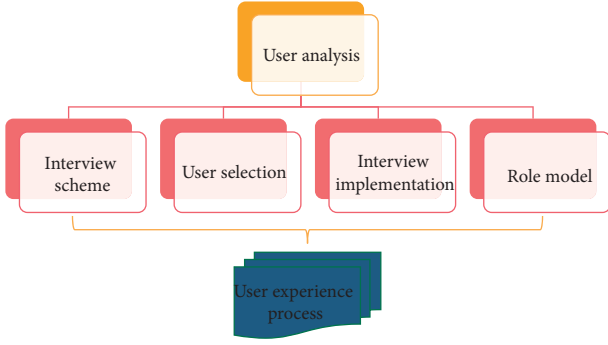 User analysis
Interview
scheme
User selection
Interview
implementation
Role model
User experience
process